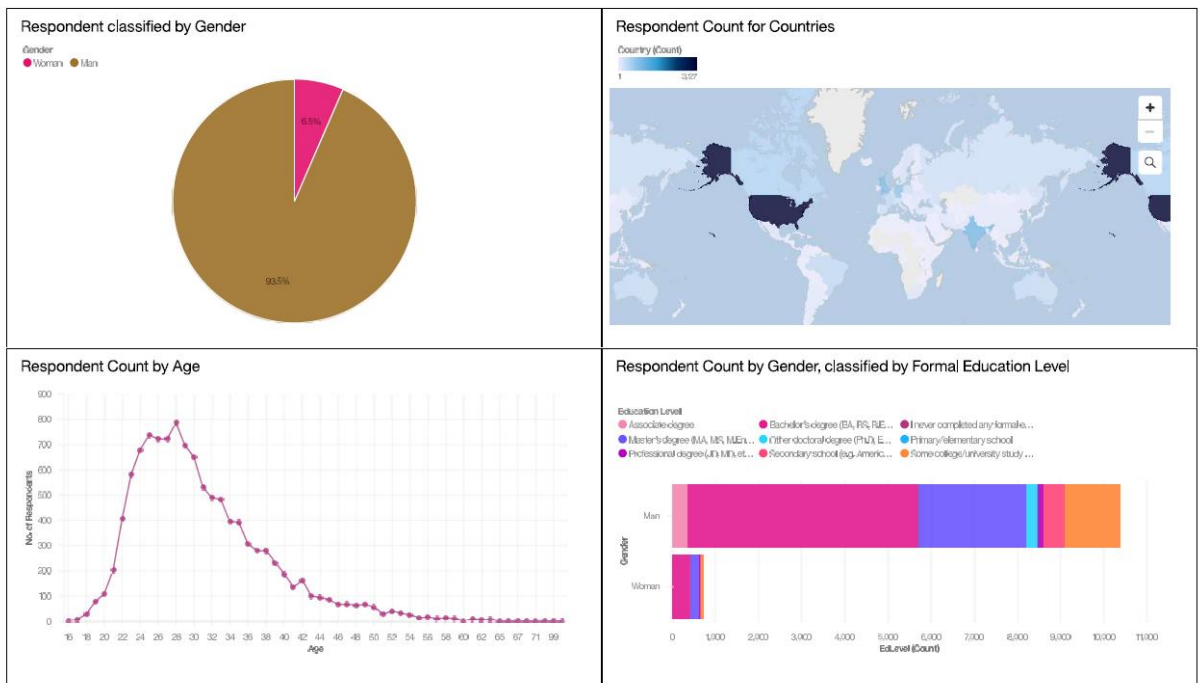 Respondent classified by Gender
Gender
Woman Man
6.5%
93.5%
Respondent Count for Countries
Country (Count)
1
+
−
Respondent Count by Age
900
800
700
600
500
400
300
200
100
0
No. of Respondents
16 18 20 22 24 26 28 30 32 34 36 38 40 42 44 46 48 50 52 54 56 58 60 62 65 67 71 99
Age
Respondent Count by Gender, classified by Formal Education Level
Education Level
Associate degree Bachelor's degree (BA, BS, B.E... I never completed any formal e...
Master's degree (MA, MS, M.En... Other doctoral degree (Ph.D, E... Primary/elementary school
Professional degree (JD, MD, et... Secondary school (e.g. Americ... Some college/university study ...
Man
Woman
Gender
0 1,000 2,000 3,000 4,000 5,000 6,000 7,000 8,000 9,000 10,000 11,000
EdLevel (Count)